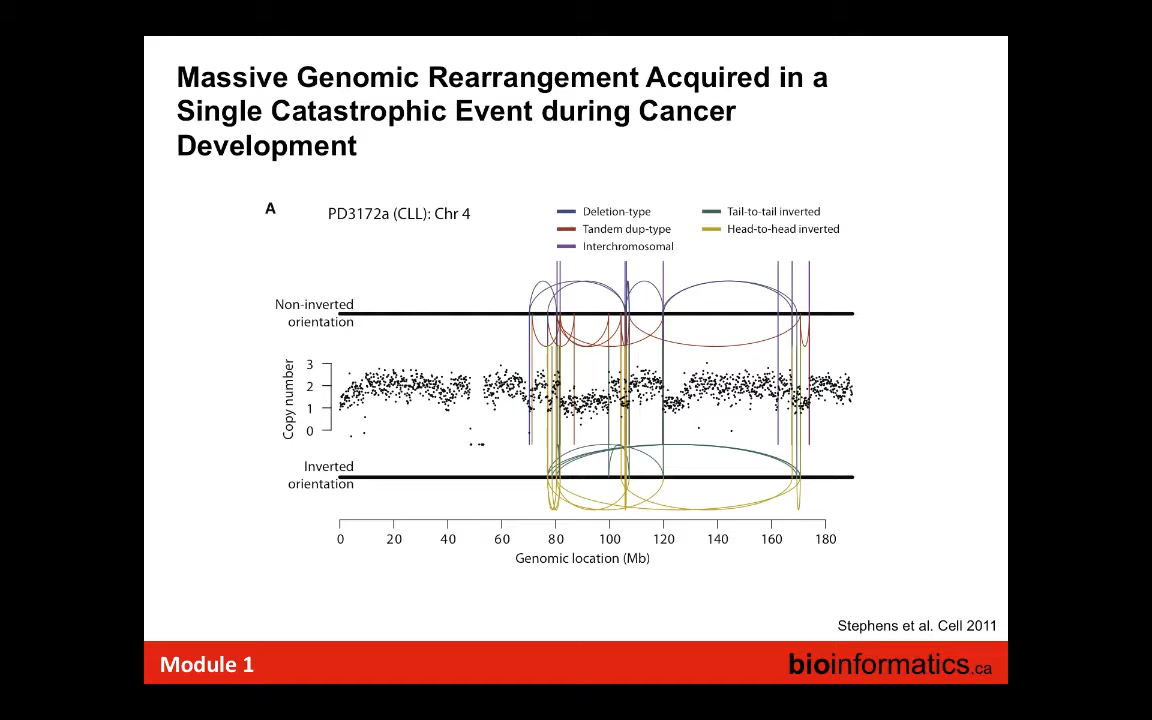 Massive Genomic Rearrangement Acquired in a
Single Catastrophic Event during Cancer
Development
A
PD3172a (CLL): Chr 4
Deletion-type
Tandem dup-type
Interchromosomal
Tail-to-tail inverted
Head-to-head inverted
Non-inverted
orientation
Copy number
3
2
1
0
Inverted
orientation
0 20 40 60 80 100 120 140 160 180
Genomic location (Mb)
Stephens et al. Cell 2011
Module 1
bioinformatics.ca